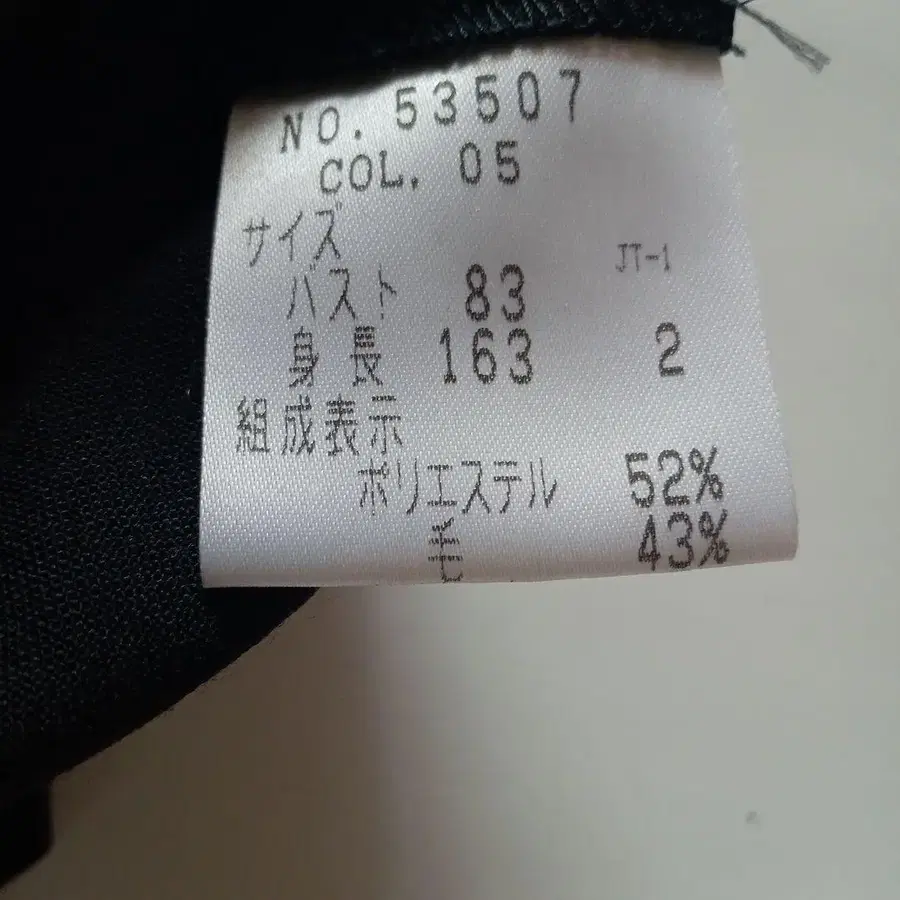 NO. 53507
COL. 05
サイズ
JT-1
バスト 83
身長 163 2
組成表示
ポリエステル 52%
毛 43%